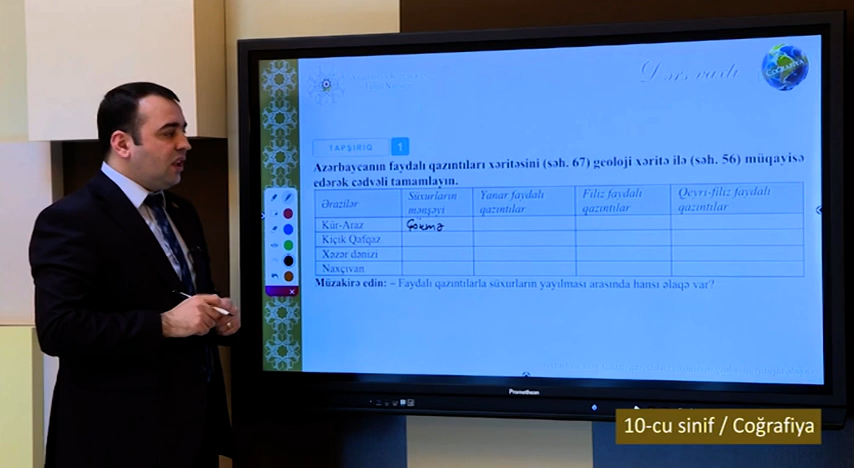 Dərs vaxtı
COĞRAFİYA
TAPŞIRIQ 1
Azərbaycanın faydalı qazıntıları xəritəsini (səh. 67) geoloji xəritə ilə (səh. 56) müqayisə
edərək cədvəli tamamlayın.
Ərazilər Süxurların mənşəyi Yanar faydalı qazıntılar Filiz faydalı qazıntılar Qeyri-filiz faydalı qazıntılar
Kür-Araz Çökmə
Kiçik Qafqaz
Xəzər dənizi
Naxçıvan
Müzakirə edin: – Faydalı qazıntılarla süxurların yayılması arasında hansı əlaqə var?
Promethean
10-cu sinif / Coğrafiya